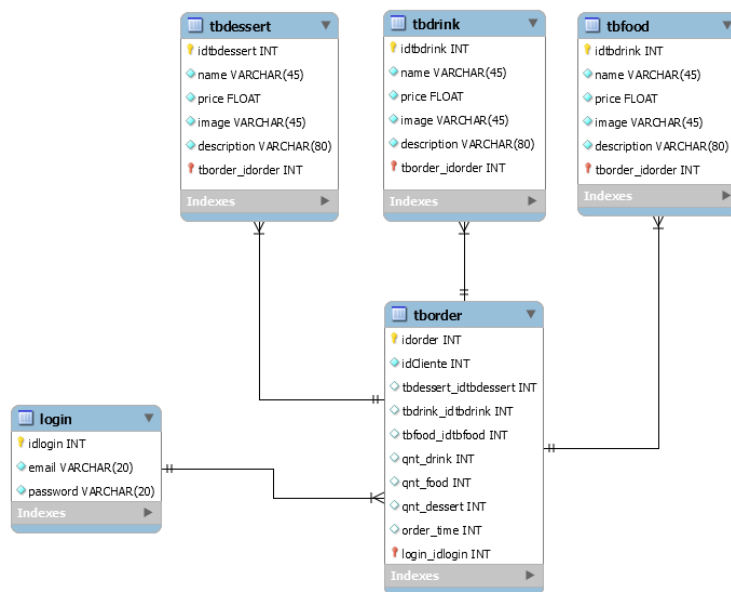 tbdessert
idtbdessert INT
name VARCHAR(45)
price FLOAT
image VARCHAR(45)
description VARCHAR(80)
tborder_idorder INT
Indexes
tbdrink
idtbdrink INT
name VARCHAR(45)
price FLOAT
image VARCHAR(45)
description VARCHAR(80)
tborder_idorder INT
Indexes
tbfood
idtbdrink INT
name VARCHAR(45)
price FLOAT
image VARCHAR(45)
description VARCHAR(80)
tborder_idorder INT
Indexes
tborder
idorder INT
idCliente INT
tbdessert_idtbdessert INT
tbdrink_idtbdrink INT
tbfood_idtbfood INT
qnt_drink INT
qnt_food INT
qnt_dessert INT
order_time INT
login_idlogin INT
Indexes
login
idlogin INT
email VARCHAR(20)
password VARCHAR(20)
Indexes